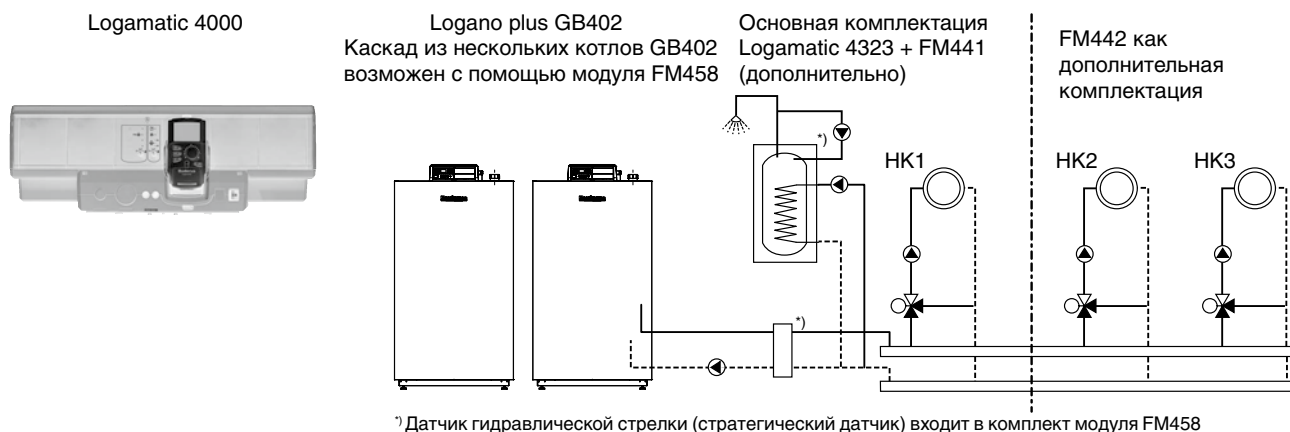 Logamatic 4000
Logano plus GB402
Каскад из нескольких котлов GB402
возможен с помощью модуля FM458
Основная комплектация
Logamatic 4323 + FM441
(дополнительно)
FM442 как
дополнительная
комплектация
*)
HK1
HK2
HK3
*)
*) Датчик гидравлической стрелки (стратегический датчик) входит в комплект модуля FM458